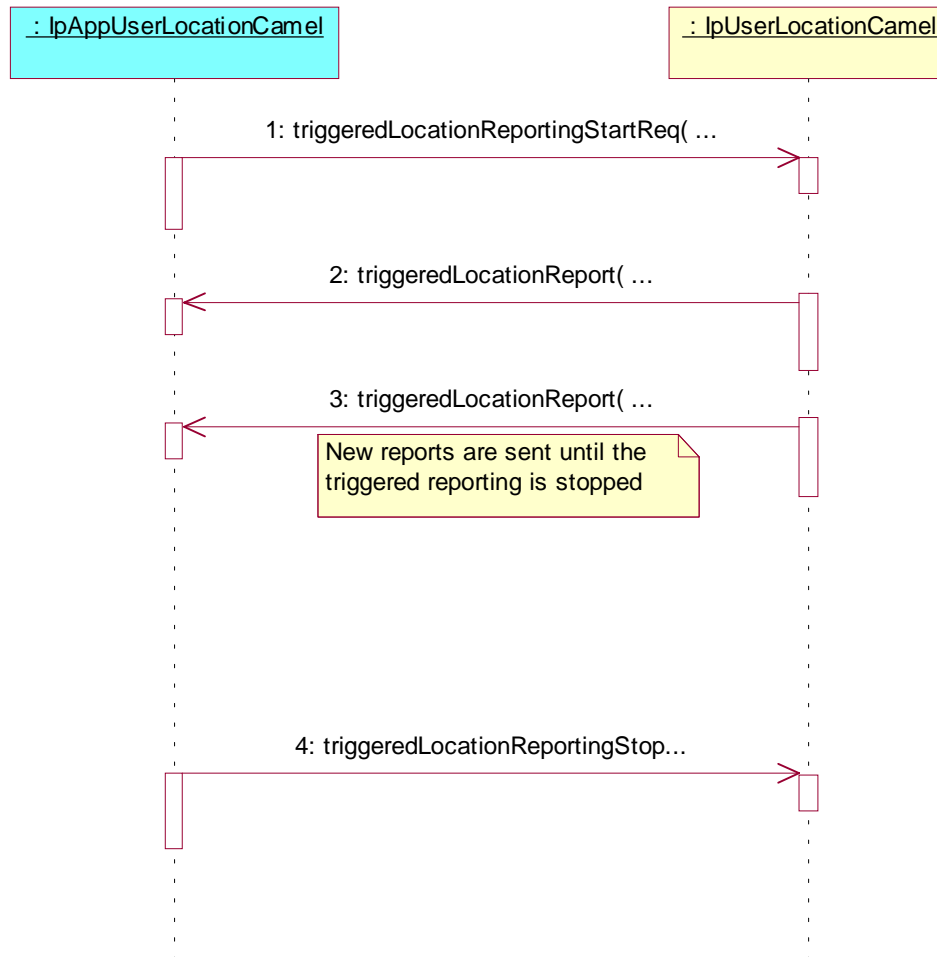 : IpAppUserLocationCamel
: IpUserLocationCamel
1: triggeredLocationReportingStartReq( ...
2: triggeredLocationReport( ...
3: triggeredLocationReport( ...
New reports are sent until the
triggered reporting is stopped
4: triggeredLocationReportingStop...